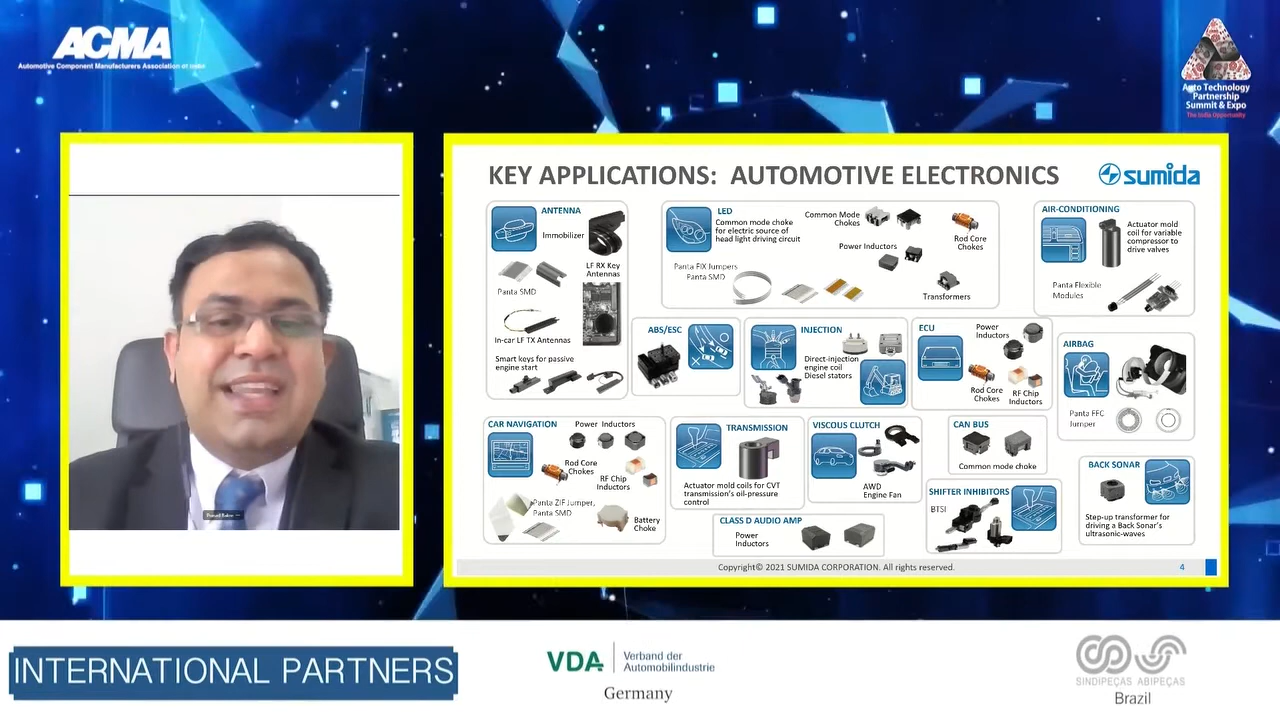 ACMA
Automotive Component Manufacturers Association of India
Auto Technology
Partnership
Summit & Expo
The India Opportunity
KEY APPLICATIONS: AUTOMOTIVE ELECTRONICS
sumida
ANTENNA
Immobilizer
LF RX Key
Antennas
Panta SMD
In-car LF TX Antennas
Smart keys for passive
engine start
LED
Common mode choke
for electric source of
head light driving circuit
Common Mode
Chokes
Power Inductors
Rod Core
Chokes
Panta FIX Jumpers
Panta SMD
Transformers
AIR-CONDITIONING
Actuator mold
coil for variable
compressor to
drive valves
Panta Flexible
Modules
ABS/ESC
INJECTION
Direct-injection
engine coil
Diesel stators
ECU
Power
Inductors
Rod Core
Chokes
RF Chip
Inductors
AIRBAG
Panta FFC
Jumper
CAR NAVIGATION
Power Inductors
Rod Core
Chokes
RF Chip
Inductors
Panta ZIF Jumper,
Panta SMD
Battery
Choke
TRANSMISSION
Actuator mold coils for CVT
transmission's oil-pressure
control
VISCOUS CLUTCH
AWD
Engine Fan
CAN BUS
Common mode choke
BACK SONAR
Step-up transformer for
driving a Back Sonar's
ultrasonic-waves
SHIFTER INHIBITORS
BTSI
CLASS D AUDIO AMP
Power
Inductors
Copyright© 2021 SUMIDA CORPORATION. All rights reserved.
4
INTERNATIONAL PARTNERS
VDA
Verband der
Automobilindustrie
Germany
SINDIPEÇAS ABIPEÇAS
Brazil